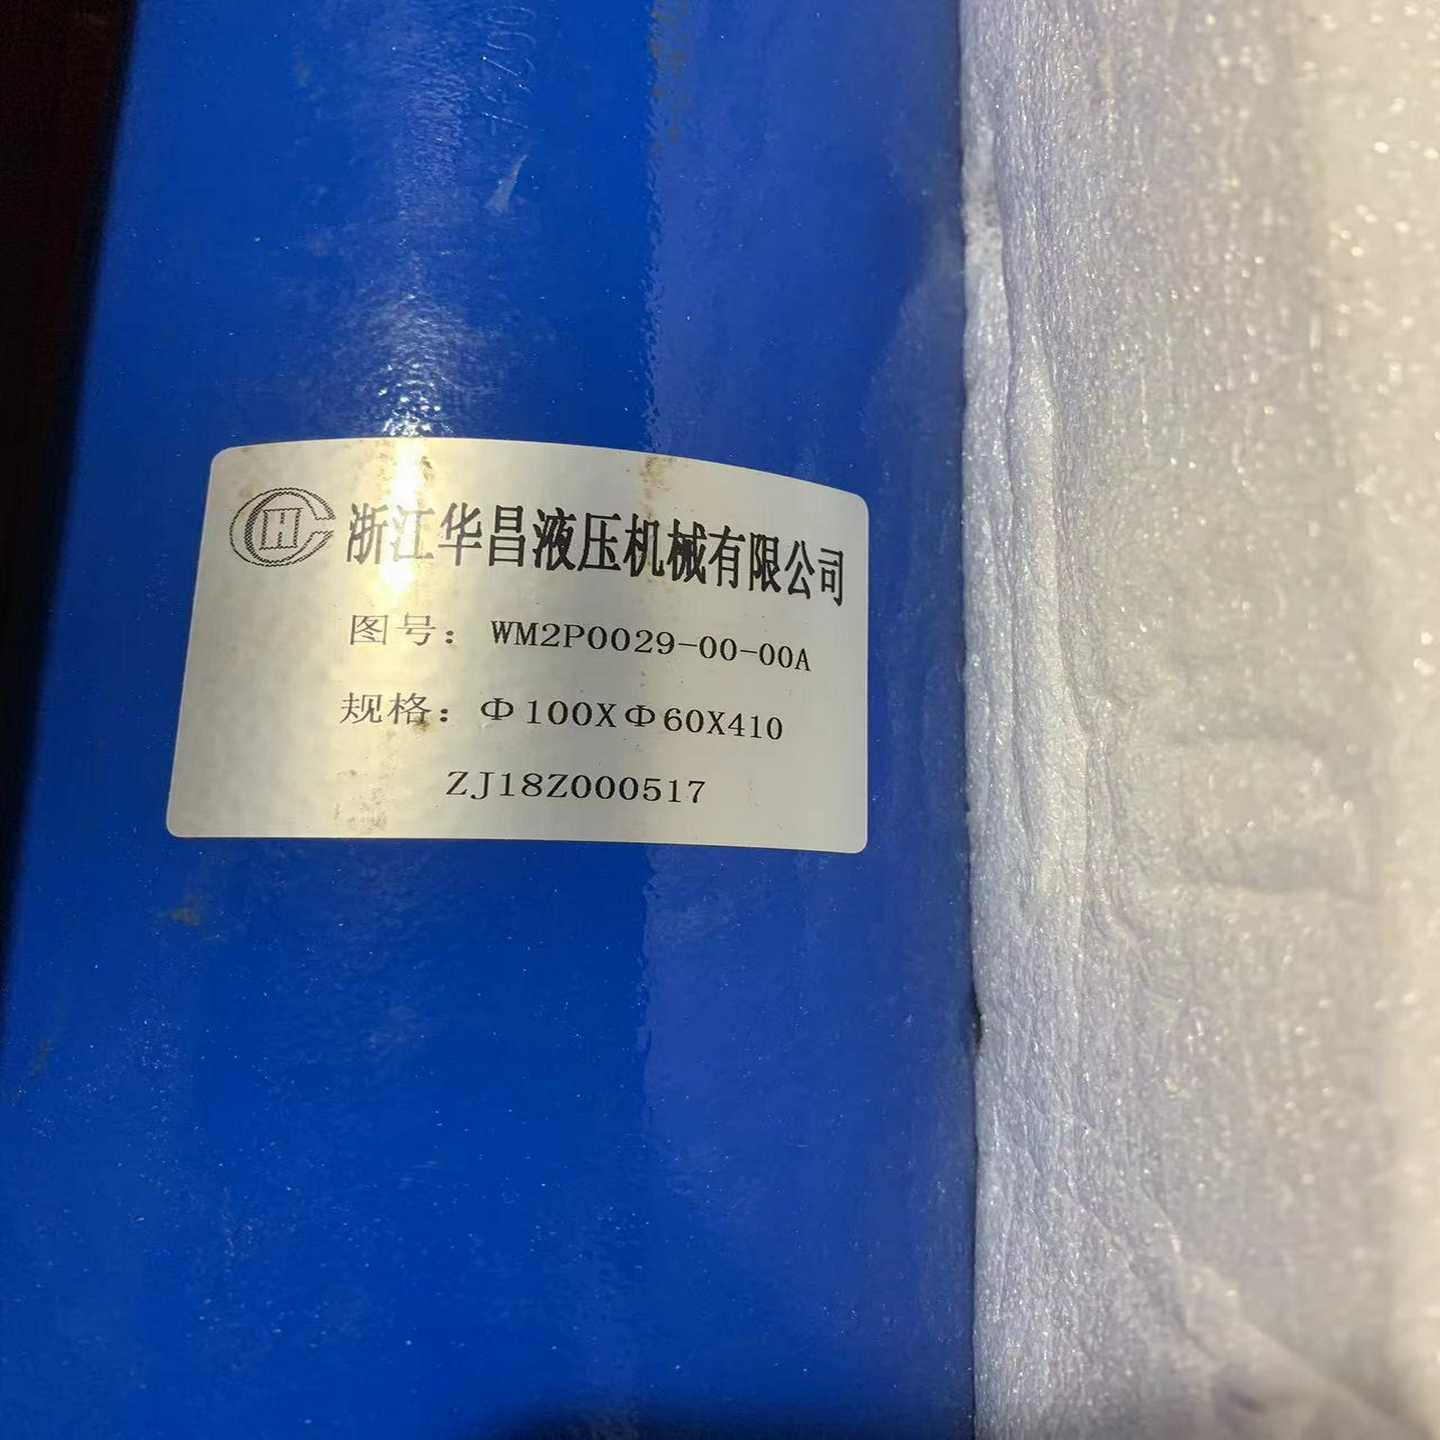 CH 浙江华昌液压机械有限公司
图号：WM2P0029-00-00A
规格：Φ100XΦ60X410
ZJ18Z000517